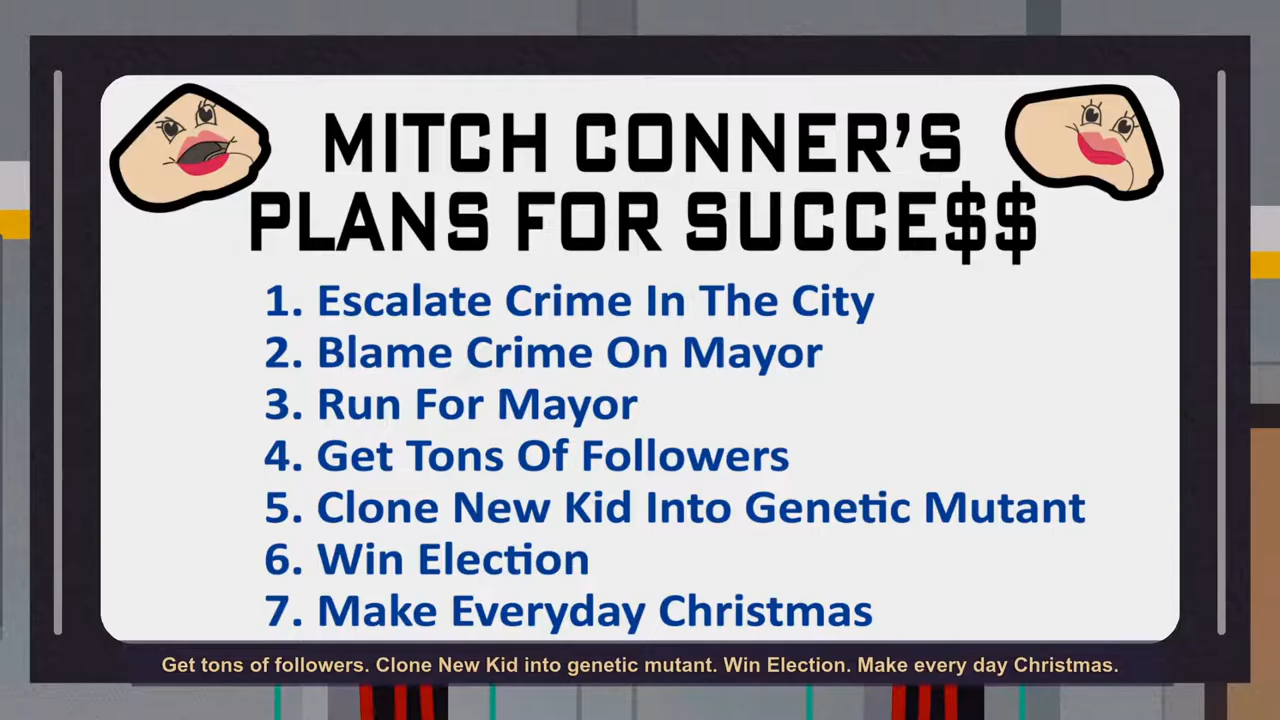 MITCH CONNER’S
PLANS FOR SUCCE$$
1. Escalate Crime In The City
2. Blame Crime On Mayor
3. Run For Mayor
4. Get Tons Of Followers
5. Clone New Kid Into Genetic Mutant
6. Win Election
7. Make Everyday Christmas
Get tons of followers. Clone New Kid into genetic mutant. Win Election. Make every day Christmas.